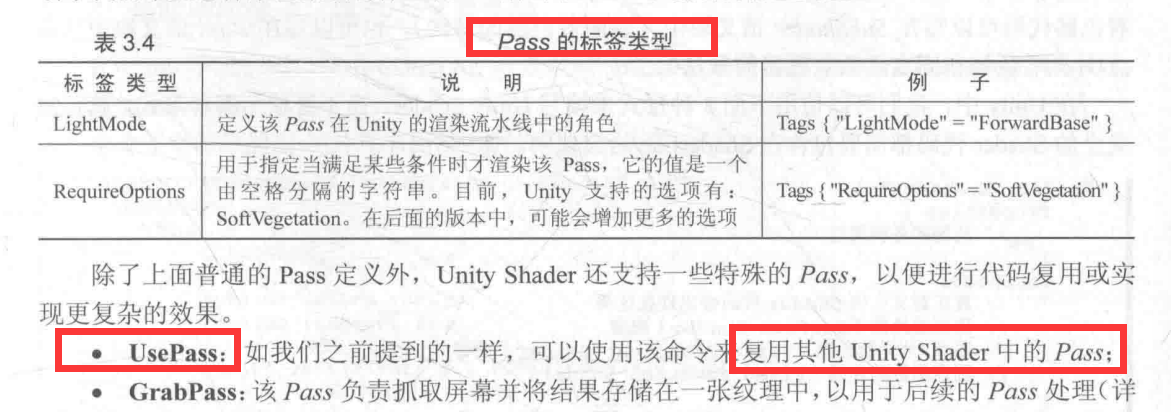 表 3.4 Pass 的标签类型
标 签 类 型 说 明 例 子
LightMode 定义该 Pass 在 Unity 的渲染流水线中的角色 Tags { "LightMode" = "ForwardBase" }
用于指定当满足某些条件时才渲染该 Pass，它的值是一个
RequireOptions 由空格分隔的字符串。目前，Unity 支持的选项有： Tags { "RequireOptions" = "SoftVegetation" }
SoftVegetation。在后面的版本中，可能会增加更多的选项
除了上面普通的 Pass 定义外，Unity Shader 还支持一些特殊的 Pass，以便进行代码复用或实
现更复杂的效果。
● UsePass：如我们之前提到的一样，可以使用该命令来复用其他 Unity Shader 中的 Pass；
● GrabPass：该 Pass 负责抓取屏幕并将结果存储在一张纹理中，以用于后续的 Pass 处理（详